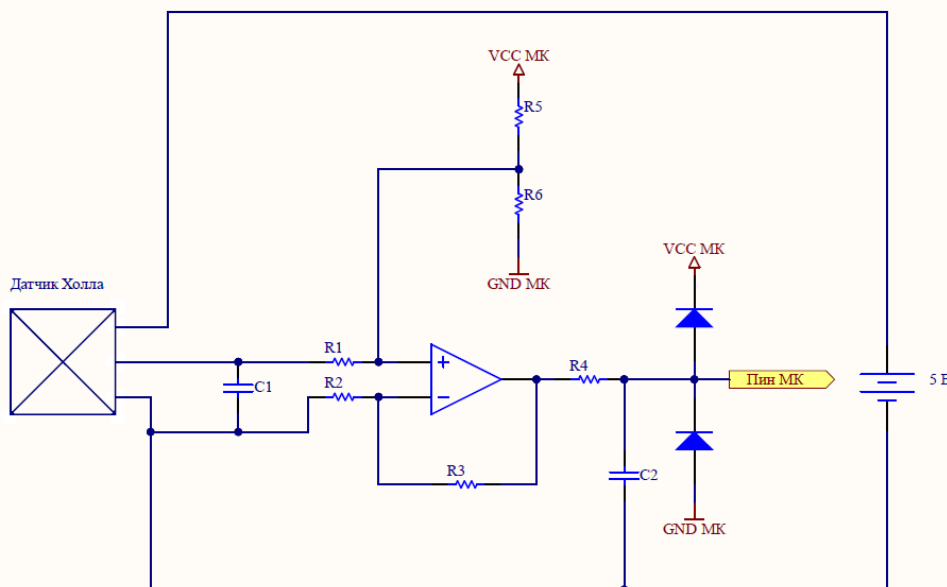 VCC МК
R5
R6
GND МК
VCC МК
Датчик Холла
R1
C1
R2
R4
Пин МК
5 В
R3
C2
GND МК